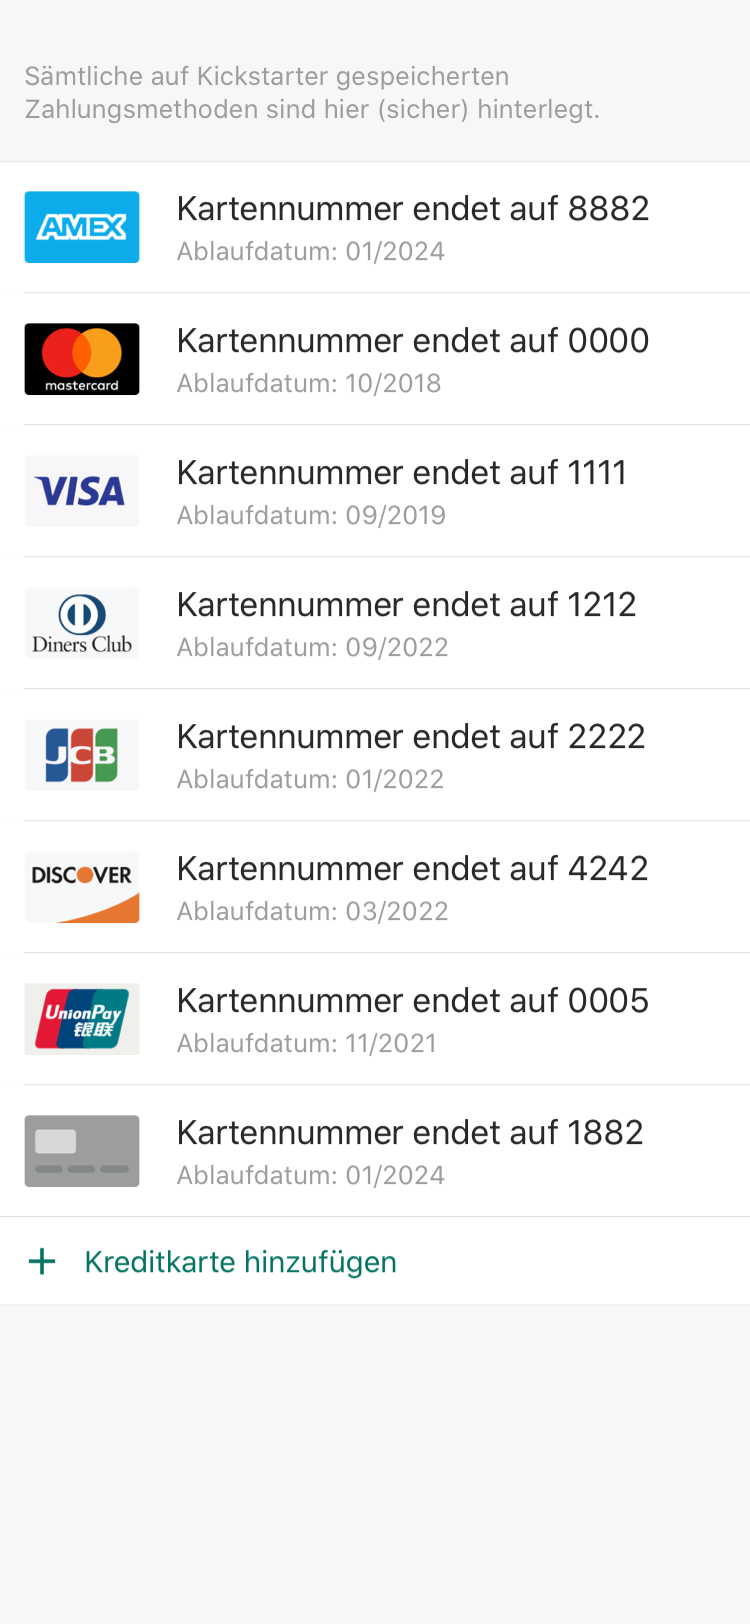 Sämtliche auf Kickstarter gespeicherten
Zahlungsmethoden sind hier (sicher) hinterlegt.
AMEX
Kartennummer endet auf 8882
Ablaufdatum: 01/2024
mastercard
Kartennummer endet auf 0000
Ablaufdatum: 10/2018
VISA
Kartennummer endet auf 1111
Ablaufdatum: 09/2019
Diners Club
Kartennummer endet auf 1212
Ablaufdatum: 09/2022
JCB
Kartennummer endet auf 2222
Ablaufdatum: 01/2022
DISCOVER
Kartennummer endet auf 4242
Ablaufdatum: 03/2022
UnionPay
银联
Kartennummer endet auf 0005
Ablaufdatum: 11/2021
Kartennummer endet auf 1882
Ablaufdatum: 01/2024
+ Kreditkarte hinzufügen